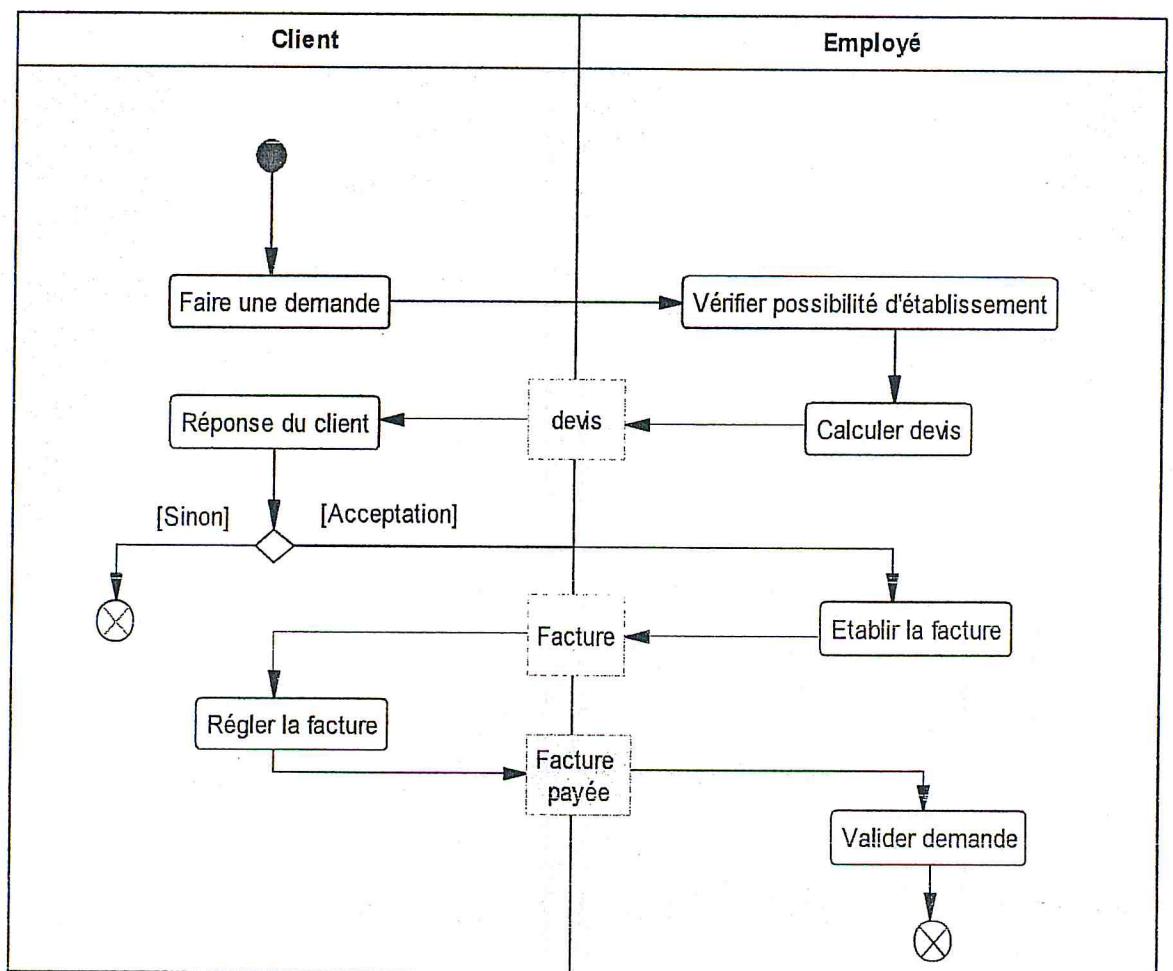 Client
Employé
Faire une demande
Vérifier possibilité d'établissement
Réponse du client
devis
Calculer devis
[Sinon]
[Acceptation]
Facture
Etablir la facture
Régler la facture
Facture
payée
Valider demande